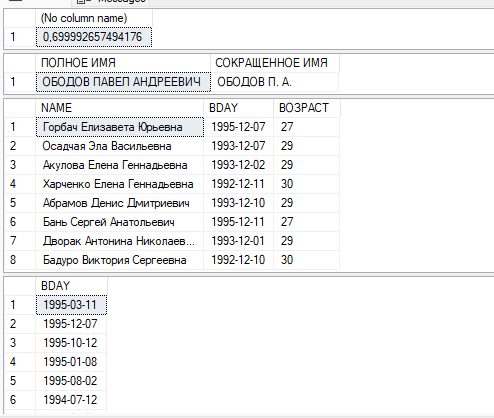 (No column name)
1 0,699992657494176
ПОЛНОЕ ИМЯ СОКРАЩЕННОЕ ИМЯ
1 ОБОДОВ ПАВЕЛ АНДРЕЕВИЧ ОБОДОВ П. А.
NAME BDAY ВОЗРАСТ
1 Горбач Елизавета Юрьевна 1995-12-07 27
2 Осадчая Эла Васильевна 1993-12-07 29
3 Акулова Елена Геннадьевна 1993-12-02 29
4 Харченко Елена Геннадьевна 1992-12-11 30
5 Абрамов Денис Дмитриевич 1993-12-10 29
6 Бань Сергей Анатольевич 1995-12-11 27
7 Дворак Антонина Николаев... 1993-12-01 29
8 Бадуро Виктория Сергеевна 1992-12-10 30
BDAY
1 1995-03-11
2 1995-12-07
3 1995-10-12
4 1995-01-08
5 1995-08-02
6 1994-07-12